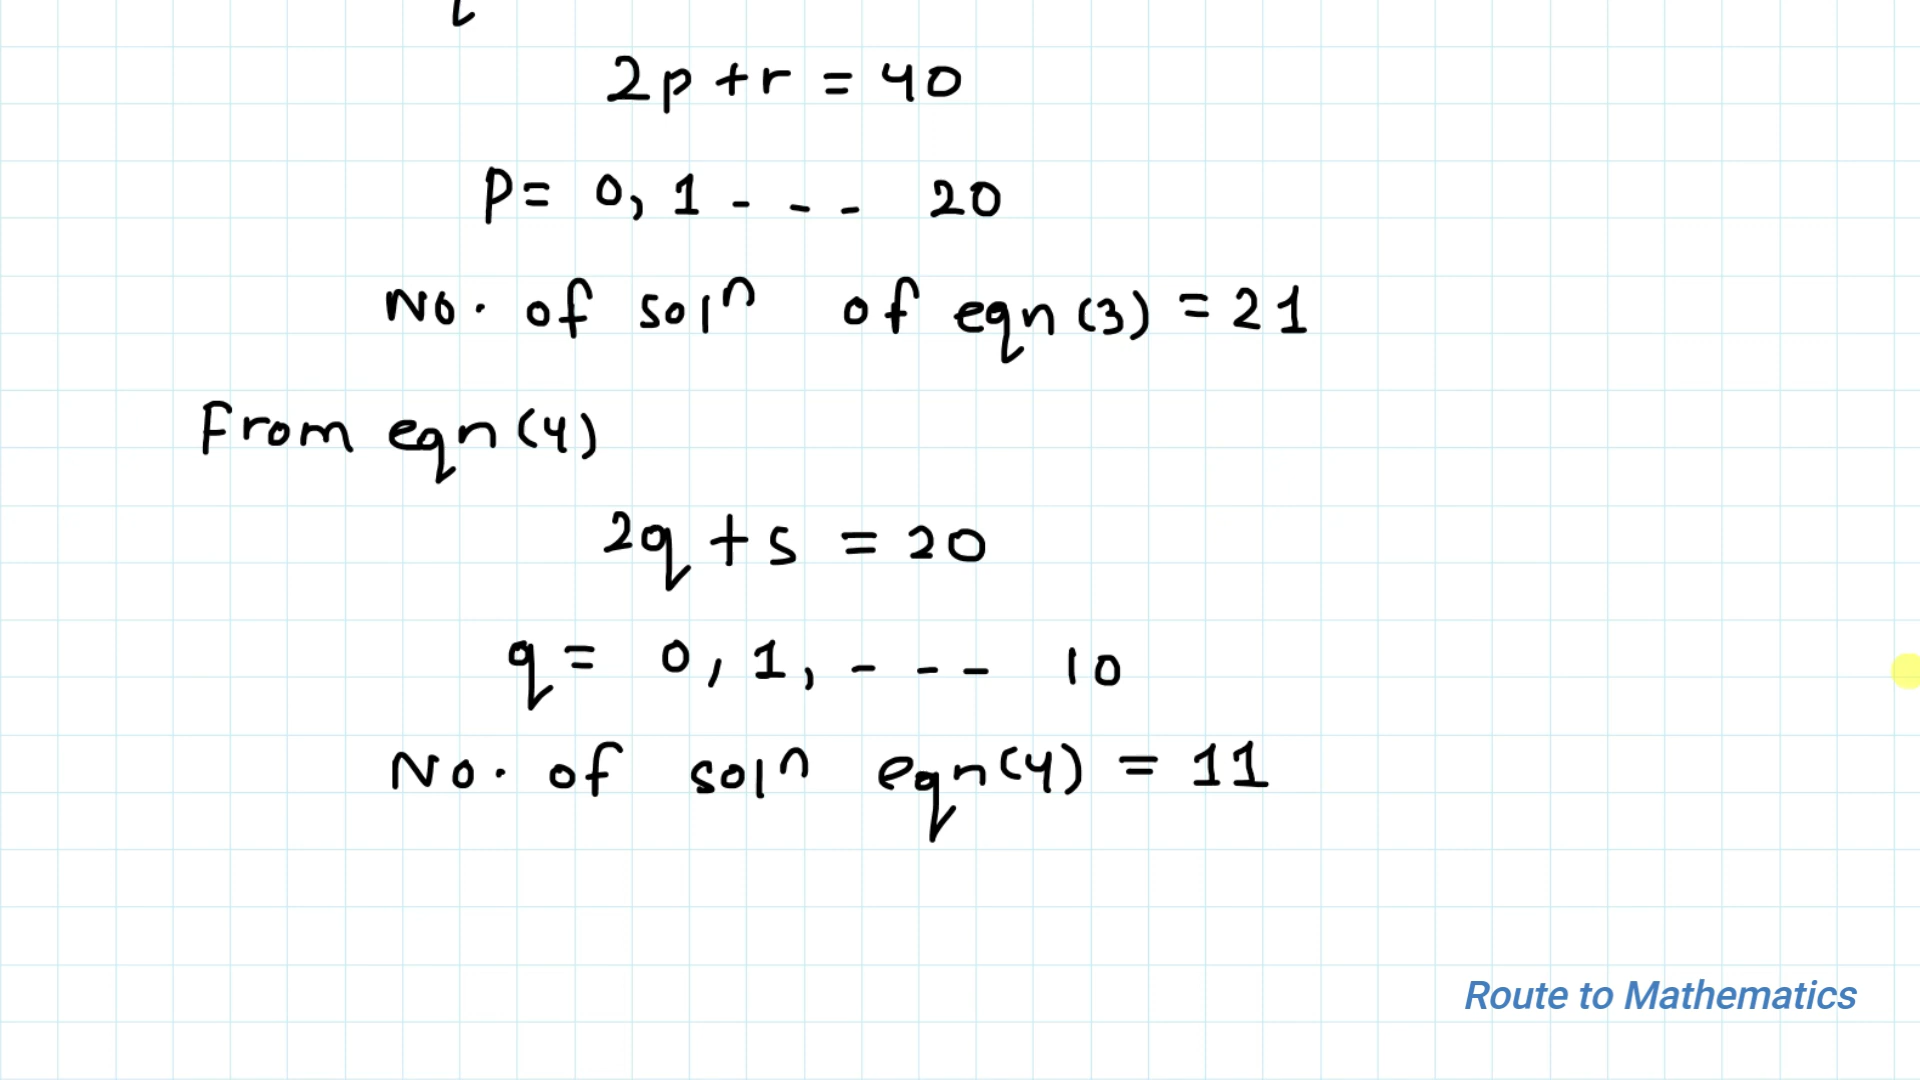 2p + r = 40
P = 0, 1 - - - 20
No. of solⁿ of eqn (3) = 21
From eqn (4)
2q + s = 20
q = 0, 1, - - - 10
No. of solⁿ eqn (4) = 11
Route to Mathematics